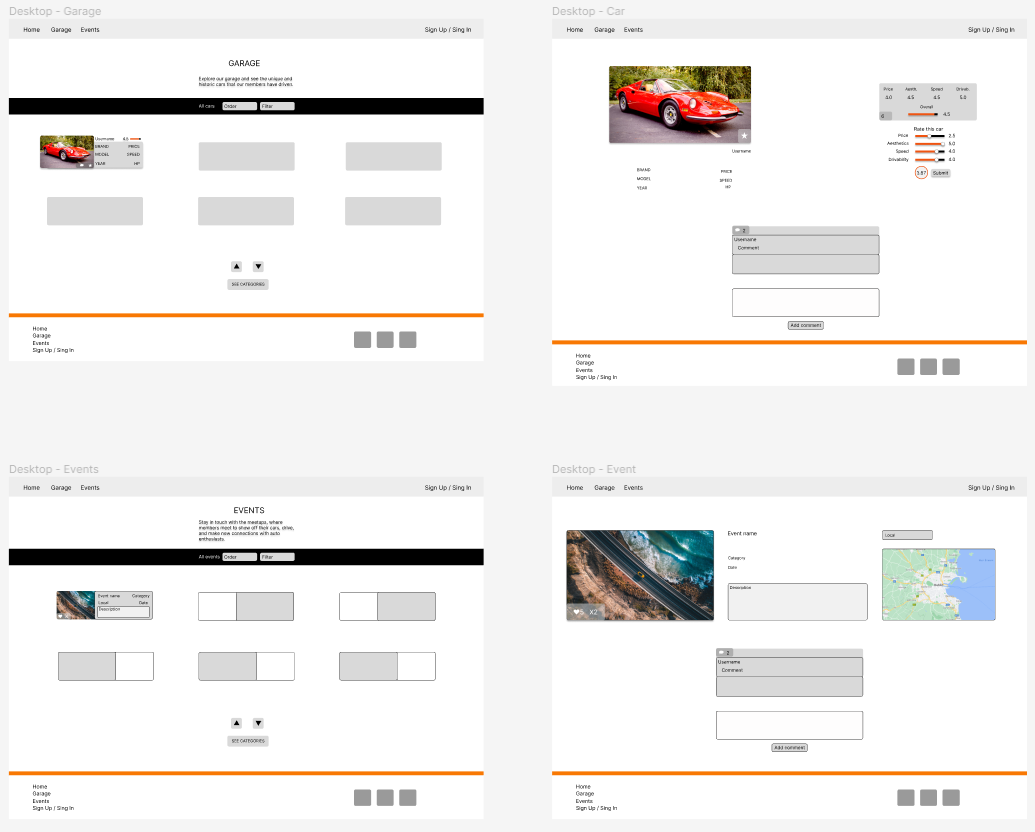 Desktop - Garage
Home Garage Events Sign Up / Sing In
GARAGE
Explore our garage and see the unique and
historic cars that our members have driven.
All cars Order Filter
Username 4.5
BRAND PRICE
MODEL SPEED
YEAR HP
SEE CATEGORIES
Home
Garage
Events
Sign Up / Sing In
Desktop - Car
Home Garage Events Sign Up / Sing In
Username
BRAND PRICE
MODEL SPEED
YEAR HP
Price Aesth. Speed Drivab.
4.0 4.5 4.5 5.0
Overall
4.5
Rate this car
Price 2.5
Aesthetics 5.0
Speed 4.0
Drivability 4.0
3.87 Submit
2
Username
Comment
Add comment
Home
Garage
Events
Sign Up / Sing In
Desktop - Events
Home Garage Events Sign Up / Sing In
EVENTS
Stay in touch with the meetups, where
members meet to show off their cars, drive,
and make new connections with auto
enthusiasts.
All events Order Filter
Event name Category
Local Date
Description
SEE CATEGORIES
Home
Garage
Events
Sign Up / Sing In
Desktop - Event
Home Garage Events Sign Up / Sing In
5 X2
Event name
Category
Date
Description
Local
2
Username
Comment
Add comment
Home
Garage
Events
Sign Up / Sing In